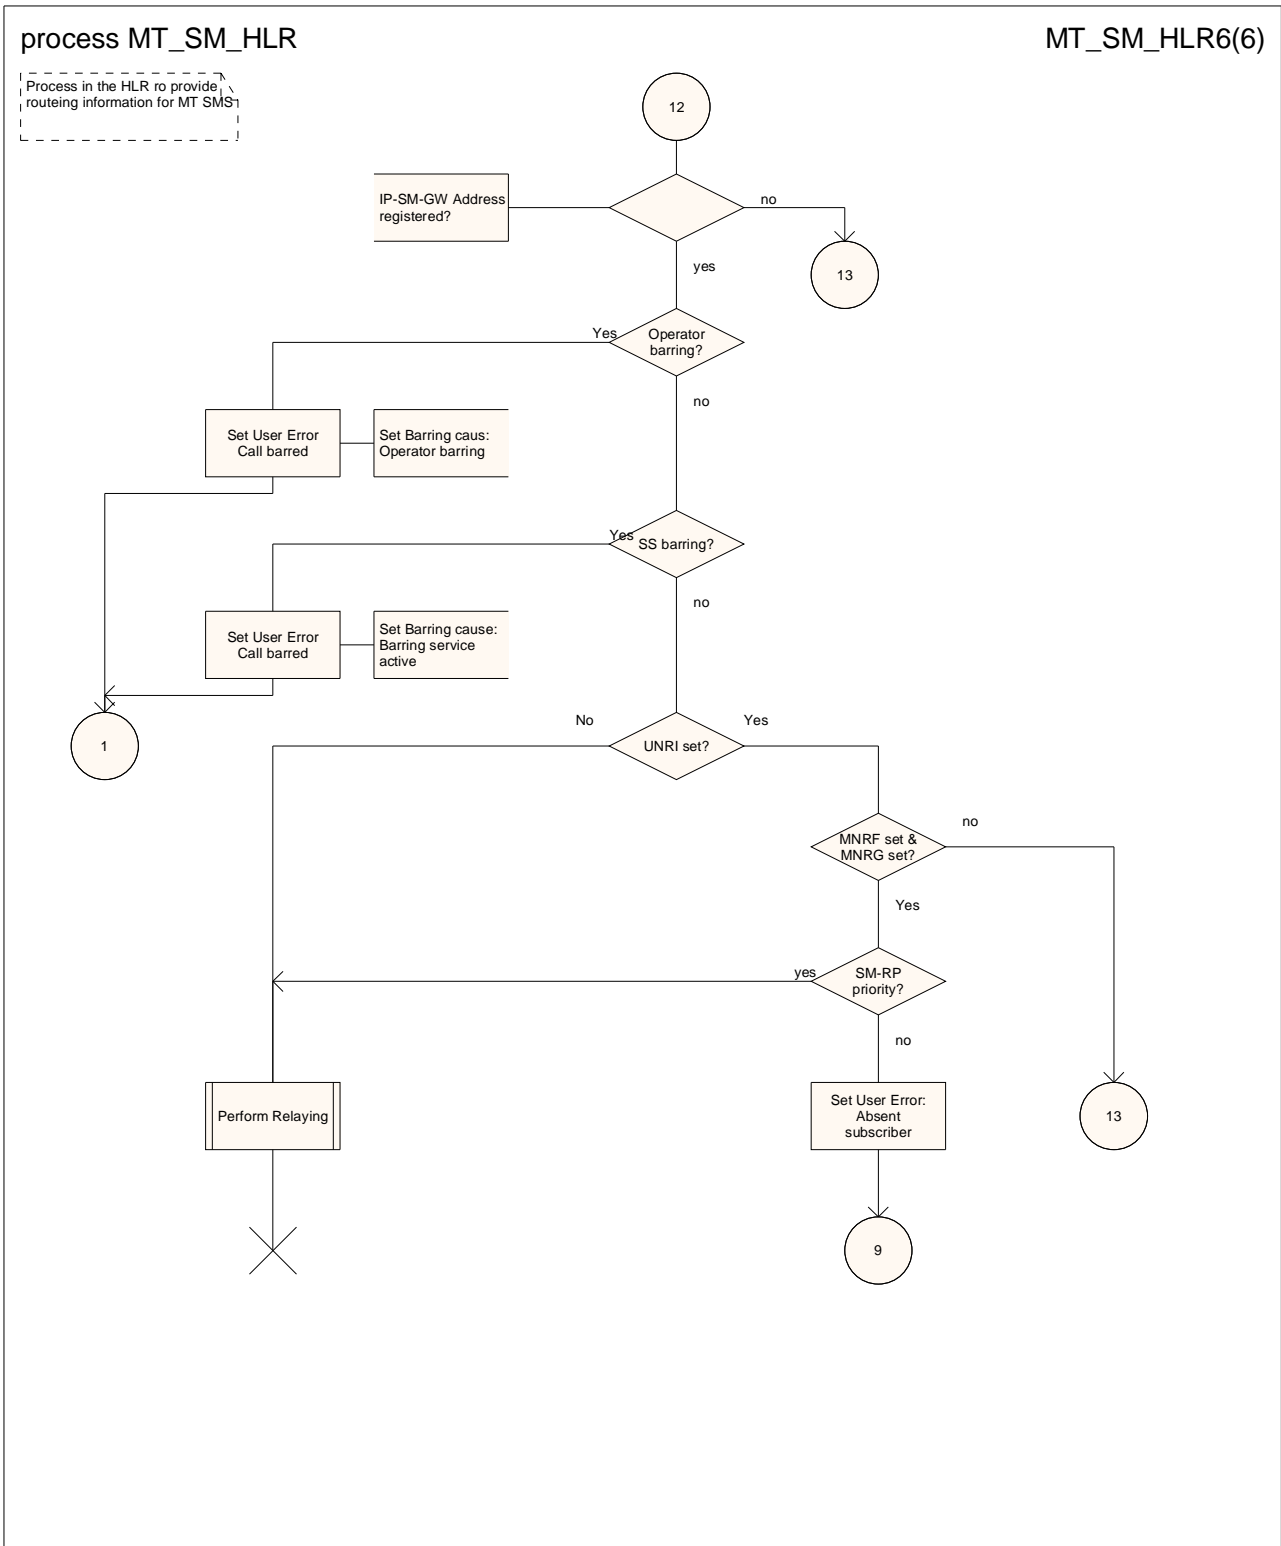 process MT_SM_HLR
MT_SM_HLR6(6)
Process in the HLR ro provide
routeing information for MT SMS
12
IP-SM-GW Address
registered?
no
13
yes
Yes
Operator
barring?
no
Set User Error
Call barred
Set Barring caus:
Operator barring
Yes
SS barring?
no
Set User Error
Call barred
Set Barring cause:
Barring service
active
1
No
UNRI set?
Yes
MNRF set &
MNRG set?
no
Yes
yes
SM-RP
priority?
no
Perform Relaying
Set User Error:
Absent
subscriber
13
9